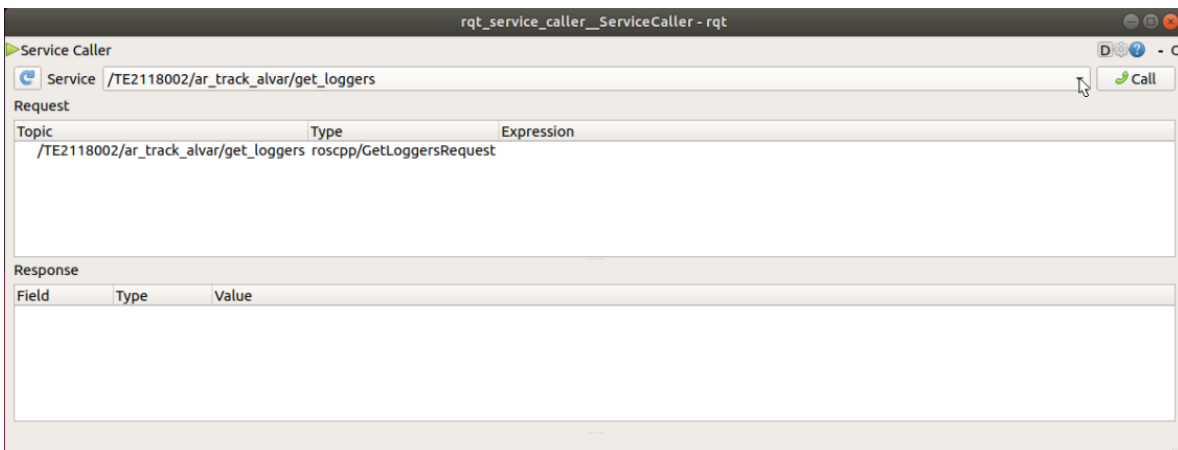 rqt_service_caller__ServiceCaller - rqt
Service Caller D ? - C
Service /TE2118002/ar_track_alvar/get_loggers Call
Request
Topic Type Expression
/TE2118002/ar_track_alvar/get_loggers roscpp/GetLoggersRequest
Response
Field Type Value